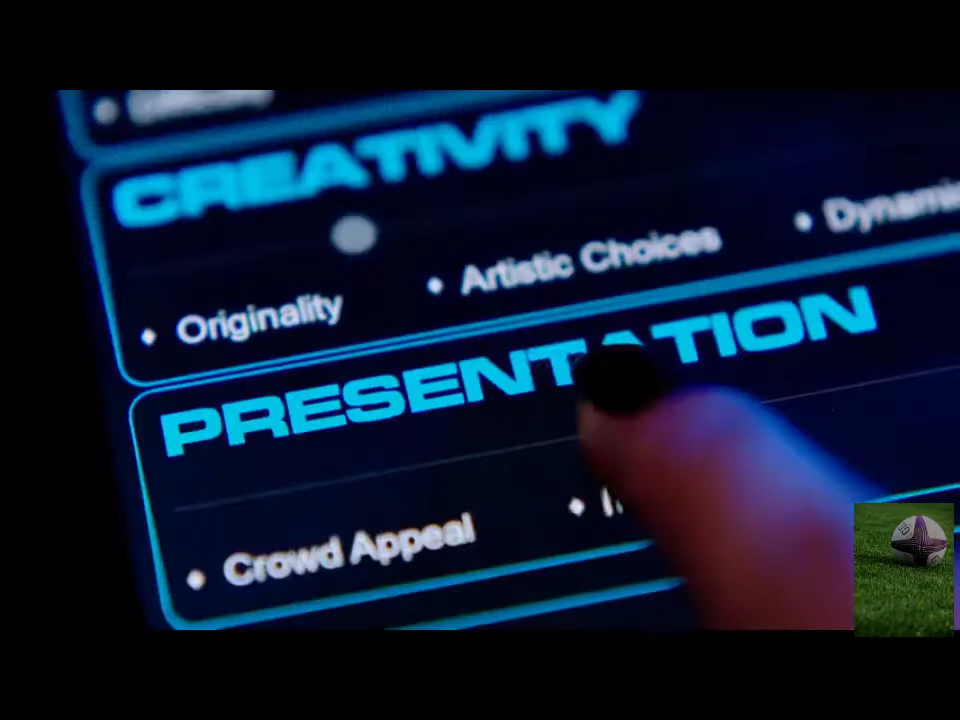 CREATIVITY
Originality
Artistic Choices
PRESENTATION
Crowd Appeal